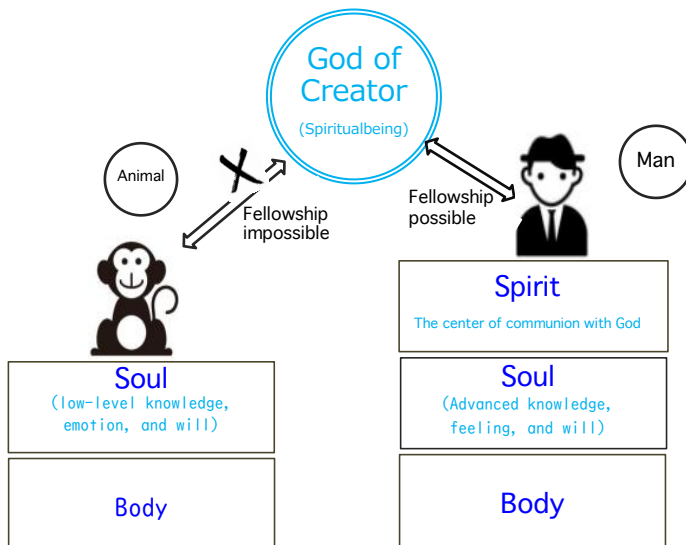 God of
Creator
(Spiritualbeing)
Animal
Man
Fellowship
impossible
Fellowship
possible
Spirit
The center of communion with God
Soul
(low-level knowledge,
emotion, and will)
Soul
(Advanced knowledge,
feeling, and will)
Body
Body